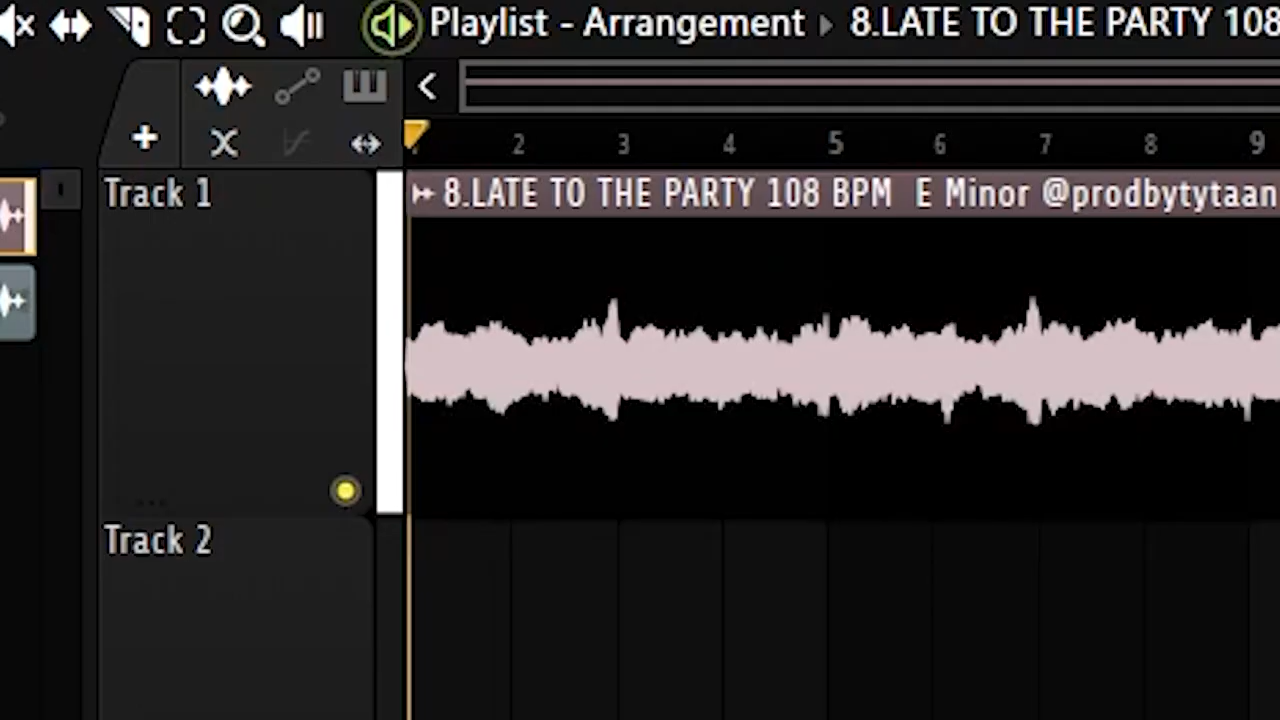 Playlist - Arrangement ▸ 8.LATE TO THE PARTY 108
2 3 4 5 6 7 8 9
Track 1
8.LATE TO THE PARTY 108 BPM E Minor @prodbytytaan
Track 2